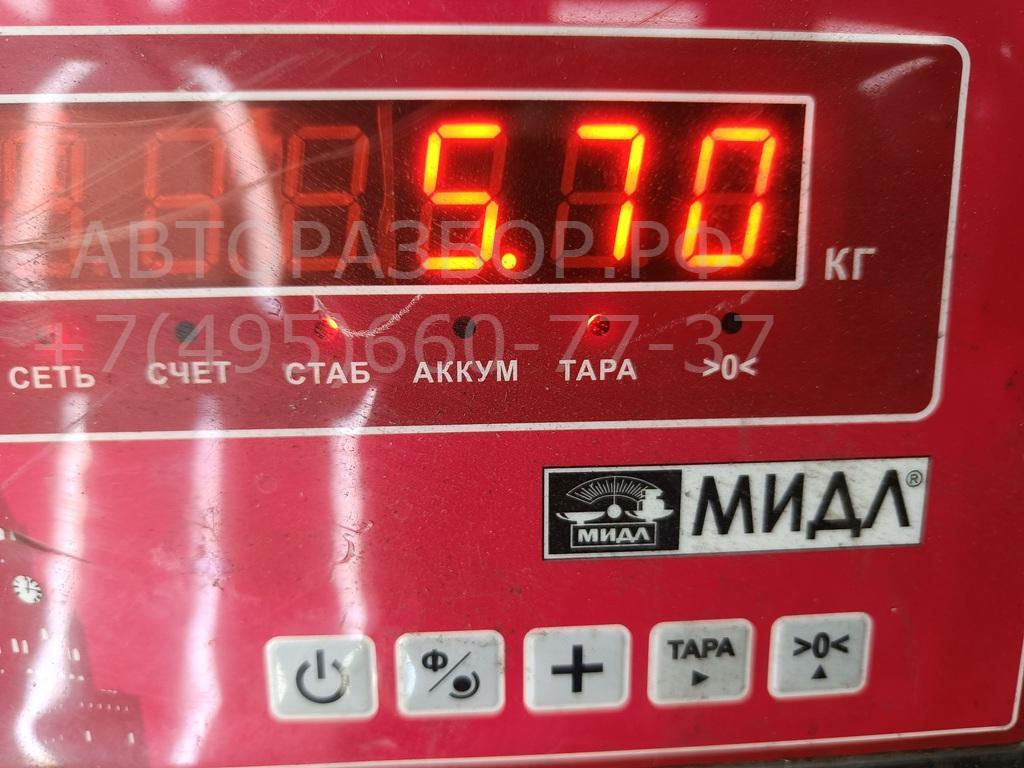 5.70
КГ
АВТОРАЗБОР.РФ
+7(495)660-77-37
СЕТЬ СЧЕТ СТАБ АККУМ ТАРА >0<
МИДЛ МИДЛ®
Ф/ + ТАРА >0<